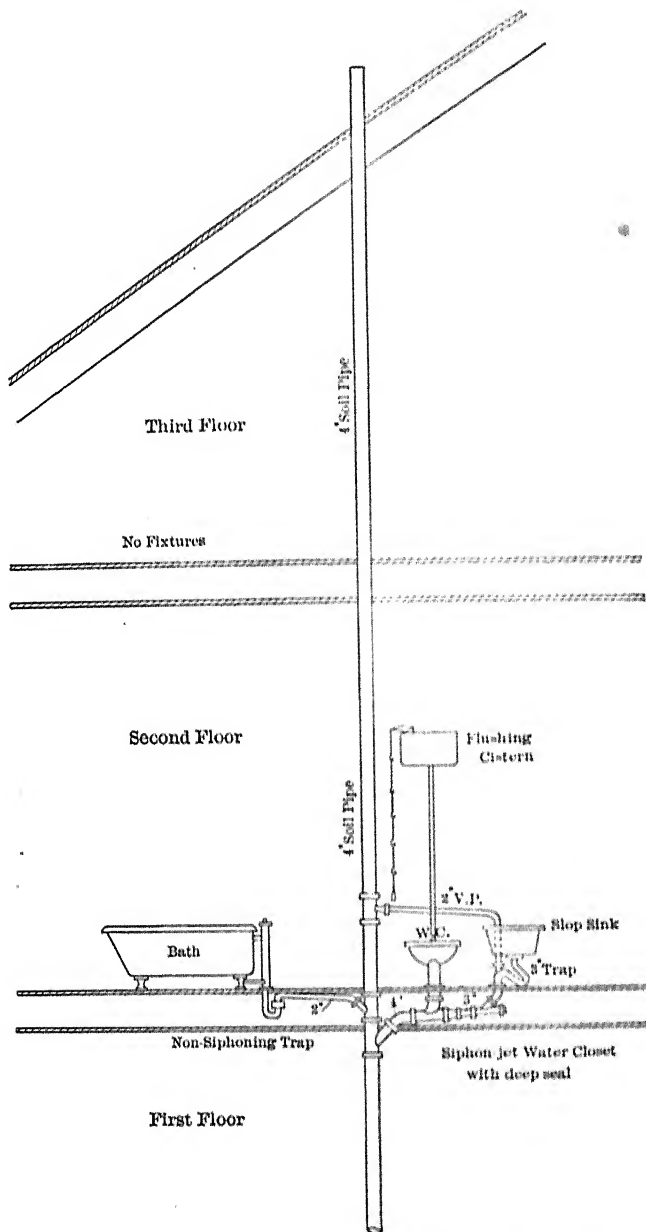 4" Soil Pipe
Third Floor
No Fixtures
Second Floor
Flushing
Cistern
4" Soil Pipe
2" V.P.
W.C.
Slop Sink
Bath
3" Trap
2"
4"
3"
Non-Siphoning Trap
Siphon jet Water Closet
with deep seal
First Floor